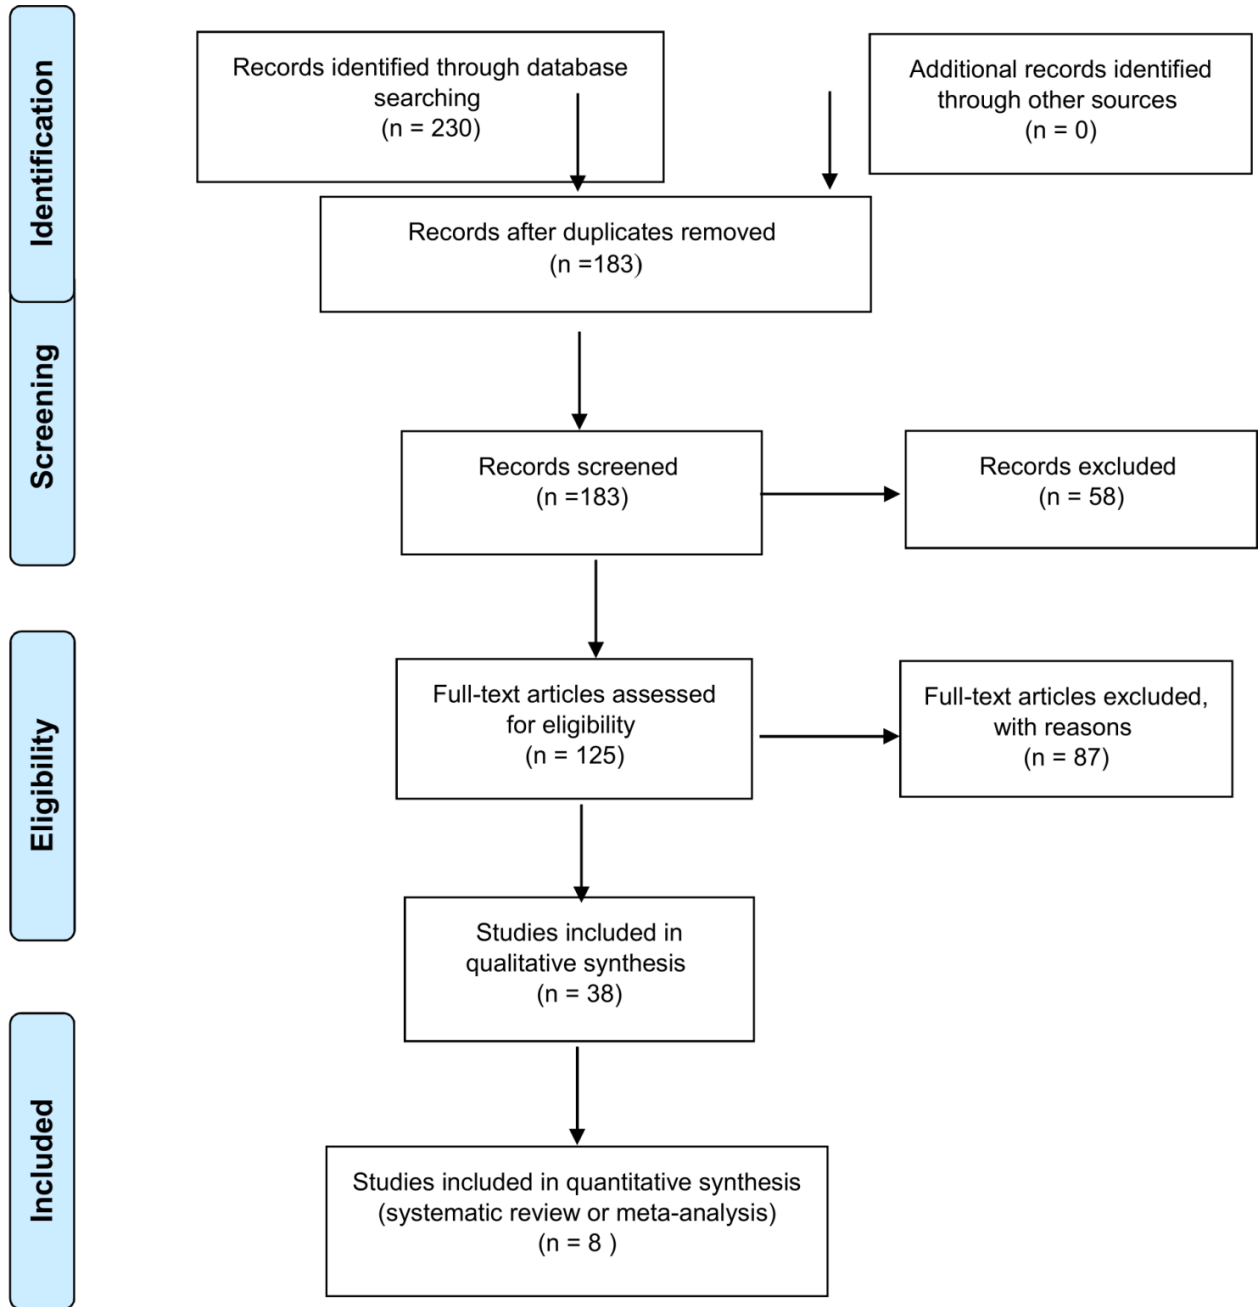 Identification
Records identified through database
searching
(n = 230)
Additional records identified
through other sources
(n = 0)
Records after duplicates removed
(n =183)
Screening
Records screened
(n =183)
Records excluded
(n = 58)
Eligibility
Full-text articles assessed
for eligibility
(n = 125)
Full-text articles excluded,
with reasons
(n = 87)
Studies included in
qualitative synthesis
(n = 38)
Included
Studies included in quantitative synthesis
(systematic review or meta-analysis)
(n = 8 )